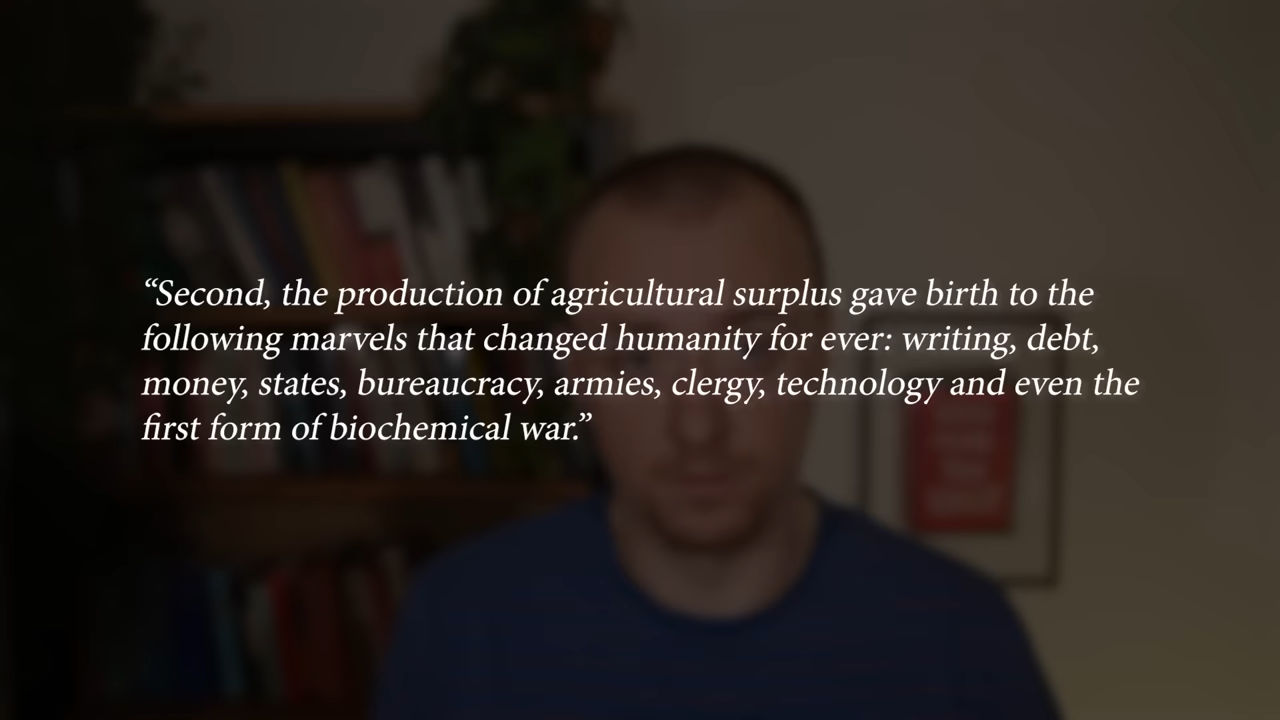 “Second, the production of agricultural surplus gave birth to the
following marvels that changed humanity for ever: writing, debt,
money, states, bureaucracy, armies, clergy, technology and even the
first form of biochemical war.”